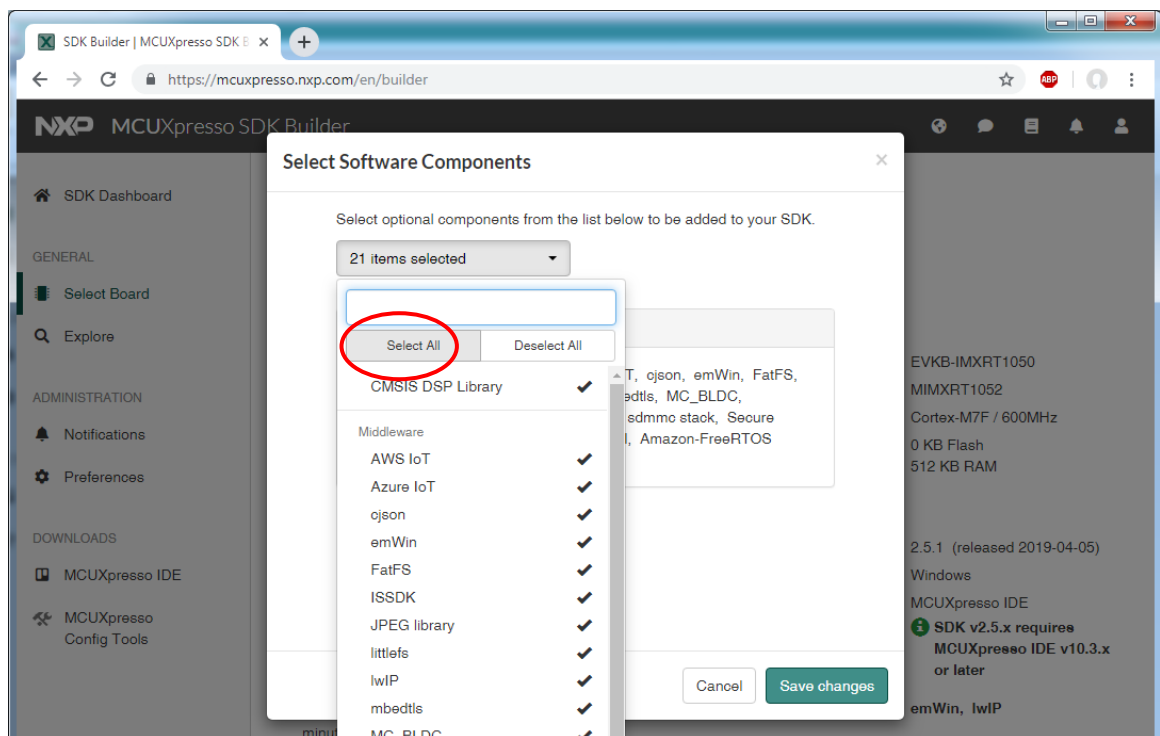 SDK Builder | MCUXpresso SDK B
https://mcuxpresso.nxp.com/en/builder
ABP
NXP MCUXpresso SDK Builder
Select Software Components
SDK Dashboard
Select optional components from the list below to be added to your SDK.
21 items selected
GENERAL
Select Board
Explore
Select All
Deselect All
CMSIS DSP Library
T, cjson, emWin, FatFS,
edtls, MC_BLDC,
sdmmc stack, Secure
l, Amazon-FreeRTOS
EVKB-IMXRT1050
MIMXRT1052
Cortex-M7F / 600MHz
0 KB Flash
512 KB RAM
ADMINISTRATION
Notifications
Preferences
Middleware
AWS IoT
Azure IoT
cjson
emWin
FatFS
ISSDK
JPEG library
littlefs
lwIP
mbedtls
MC_BLDC
DOWNLOADS
MCUXpresso IDE
MCUXpresso
Config Tools
2.5.1 (released 2019-04-05)
Windows
MCUXpresso IDE
SDK v2.5.x requires
MCUXpresso IDE v10.3.x
or later
emWin, lwIP
Cancel
Save changes